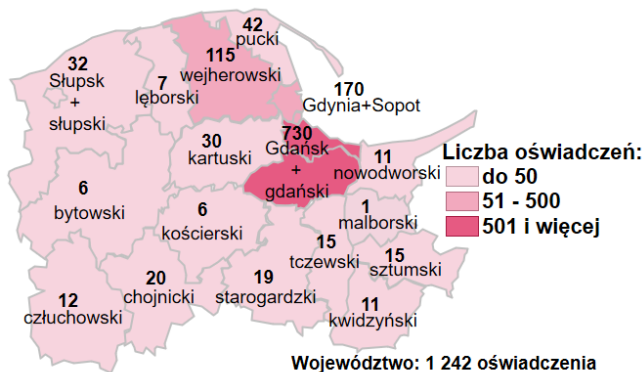 42
pucki
115
wejherowski
32
Słupsk
+
słupski
7
lęborski
170
Gdynia+Sopot
730
Gdańsk
+
gdański
30
kartuski
11
nowodworski
6
bytowski
6
kościerski
1
malborski
15
tczewski
15
sztumski
12
człuchowski
20
chojnicki
19
starogardzki
11
kwidzyński
Liczba oświadczeń:
do 50
51 - 500
501 i więcej
Województwo: 1 242 oświadczenia